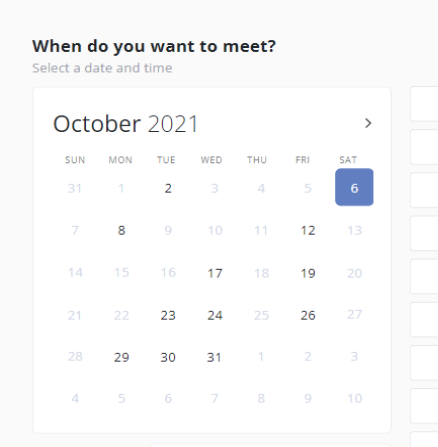 When do you want to meet?
Select a date and time
October 2021
SUN MON TUE WED THU FRI SAT
31 1 2 3 4 5 6
7 8 9 10 11 12 13
14 15 16 17 18 19 20
21 22 23 24 25 26 27
28 29 30 31 1 2 3
4 5 6 7 8 9 10